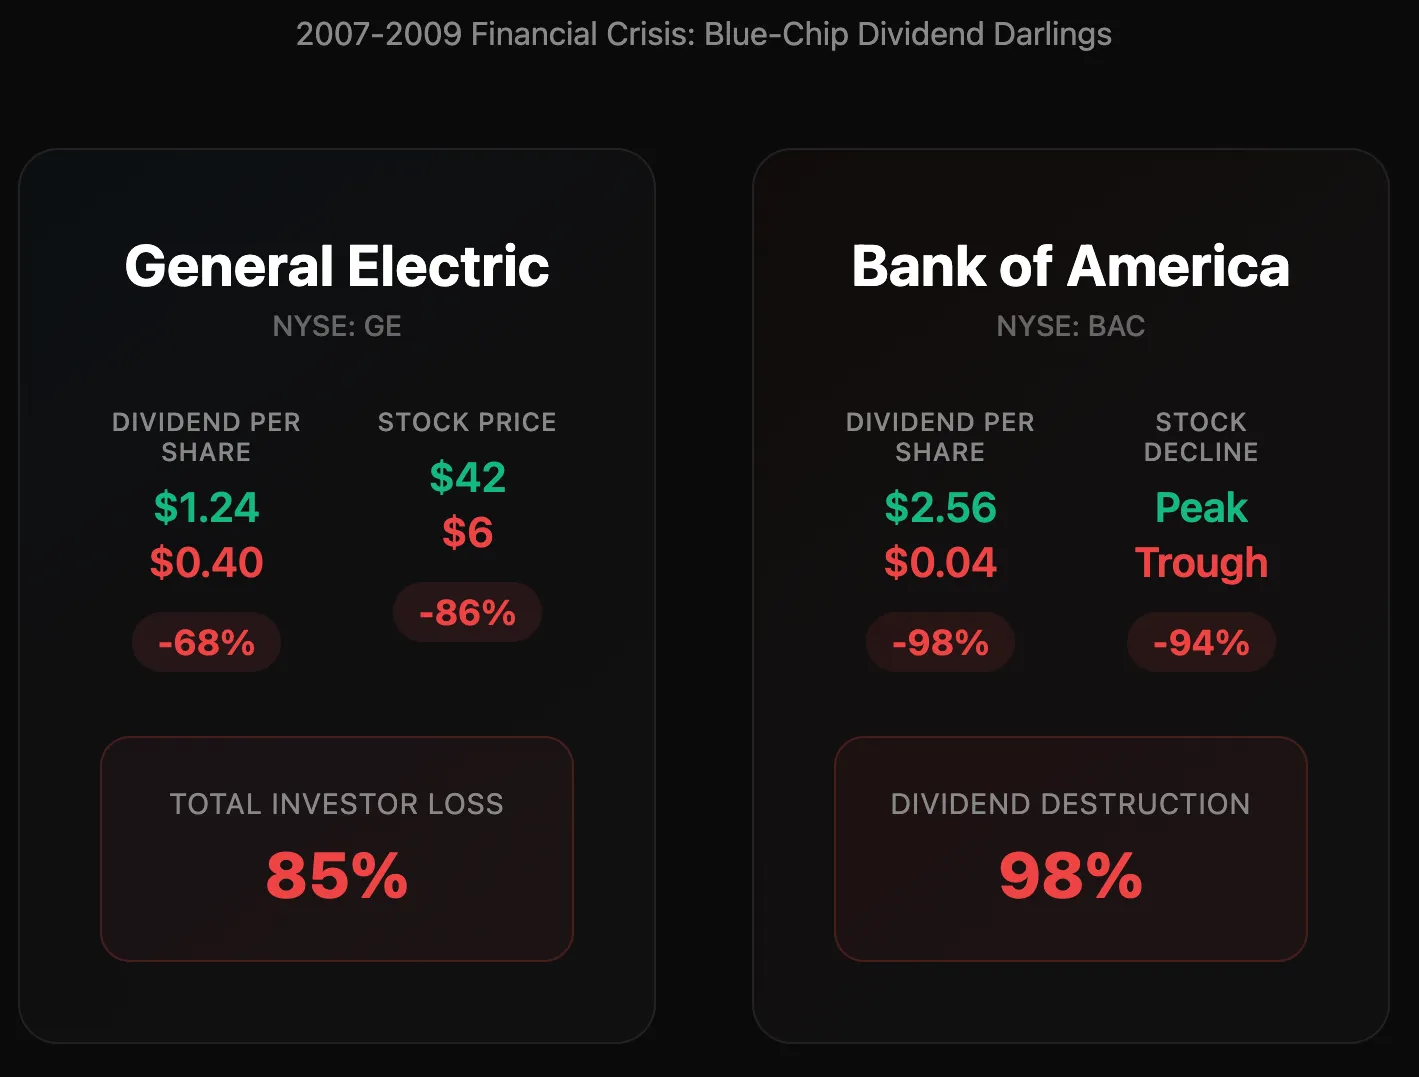 2007-2009 Financial Crisis: Blue-Chip Dividend Darlings
General Electric
NYSE: GE
DIVIDEND PER
SHARE
$1.24
$0.40
-68%
STOCK PRICE
$42
$6
-86%
TOTAL INVESTOR LOSS
85%
Bank of America
NYSE: BAC
DIVIDEND PER
SHARE
$2.56
$0.04
-98%
STOCK
DECLINE
Peak
Trough
-94%
DIVIDEND DESTRUCTION
98%